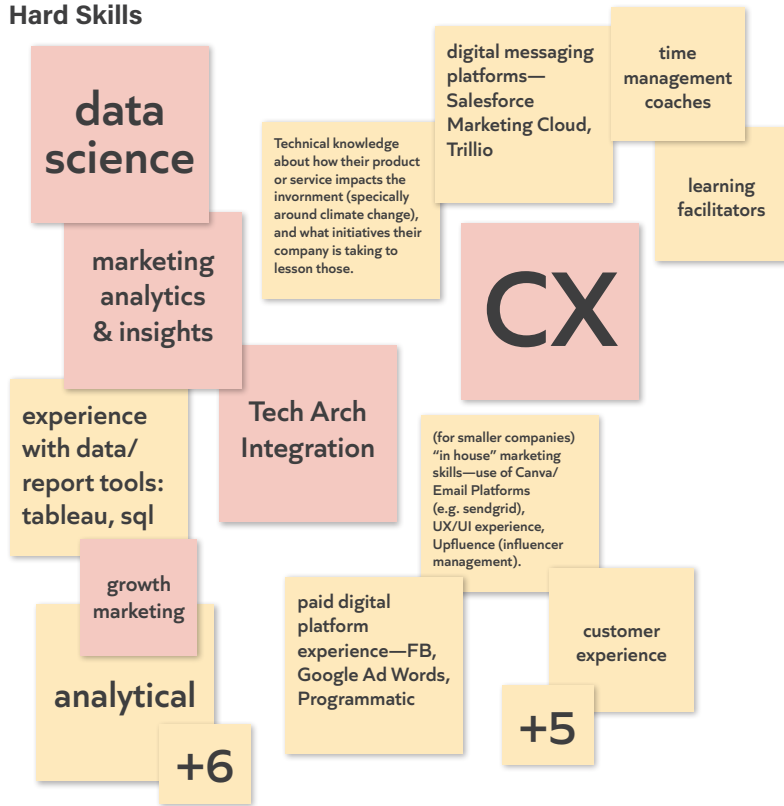 Hard Skills
data
science
marketing
analytics
& insights
experience
with data/
report tools:
tableau, sql
growth
marketing
analytical
+6
Tech Arch
Integration
Technical knowledge
about how their product
or service impacts the
invornment (specically
around climate change),
and what initiatives their
company is taking to
lesson those.
digital messaging
platforms—
Salesforce
Marketing Cloud,
Trillio
time
management
coaches
learning
facilitators
CX
(for smaller companies)
“in house” marketing
skills—use of Canva/
Email Platforms
(e.g. sendgrid),
UX/UI experience,
Upfluence (influencer
management).
paid digital
platform
experience—FB,
Google Ad Words,
Programmatic
customer
experience
+5